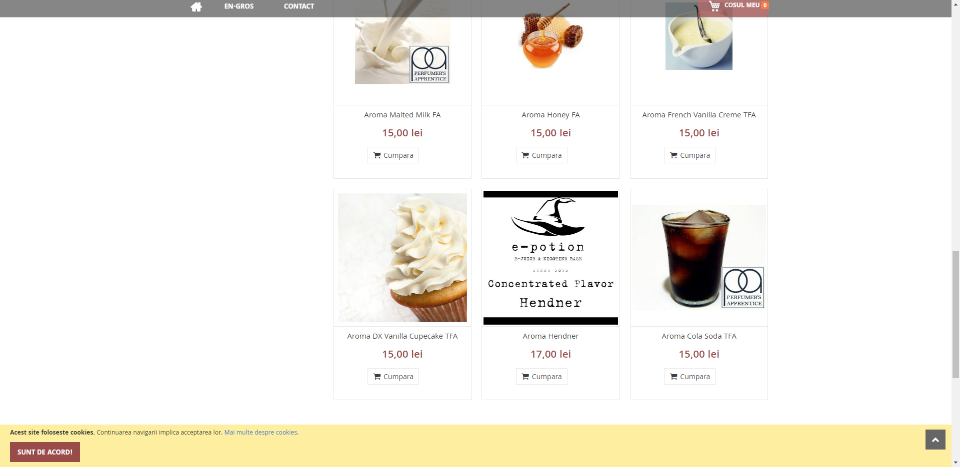 EN-GROS
CONTACT
COSUL MEU 0
PERFUMER'S
APPRENTICE
Aroma Malted Milk FA
Aroma Honey FA
Aroma French Vanilla Creme TFA
15,00 lei
15,00 lei
15,00 lei
Cumpara
Cumpara
Cumpara
e-potion
Concentrated Flavor
Hendner
PERFUMER'S
APPRENTICE
Aroma DX Vanilla Cupecake TFA
Aroma Hendner
Aroma Cola Soda TFA
15,00 lei
17,00 lei
15,00 lei
Cumpara
Cumpara
Cumpara
Acest site foloseste cookies. Continuarea navigarii implica acceptarea lor. Mai multe despre cookies.
SUNT DE ACORD!